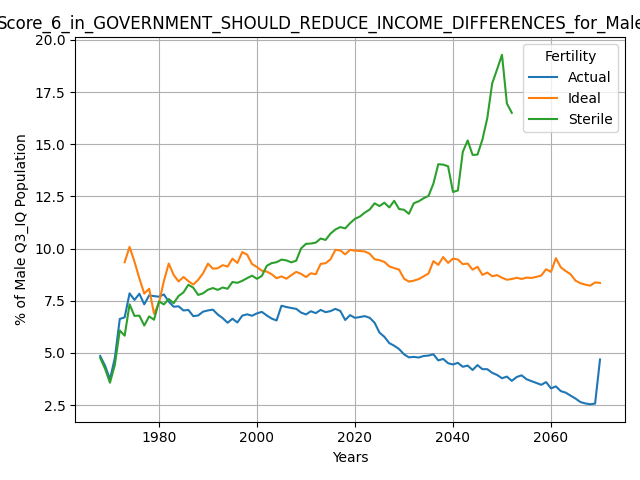 Score_6_in_GOVERNMENT_SHOULD_REDUCE_INCOME_DIFFERENCES_for_Male
20.0
17.5
15.0
12.5
10.0
7.5
5.0
2.5
% of Male Q3_IQ Population
Fertility
Actual
Ideal
Sterile
1980
2000
2020
2040
2060
Years